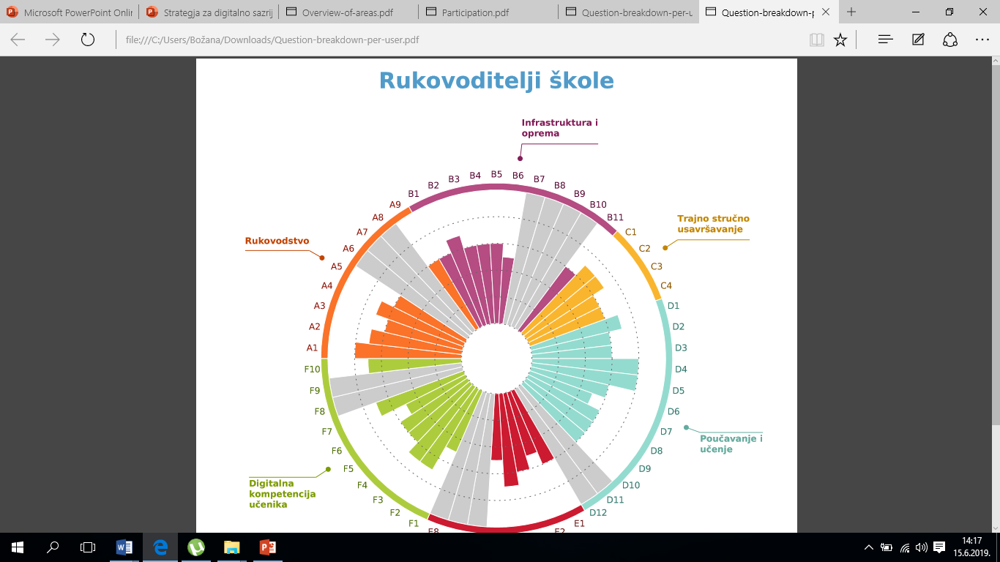 Microsoft PowerPoint Onlin
Strategja za digitalno sazrij
Overview-of-areas.pdf
Participation.pdf
Question-breakdown-per-u
Question-breakdown-p
file:///C:/Users/Božana/Downloads/Question-breakdown-per-user.pdf
Rukovoditelji škole
Infrastruktura i
oprema
Trajno stručno
usavršavanje
Rukovodstvo
Poučavanje i
učenje
Digitalna
kompetencija
učenika
A1
A2
A3
A4
A5
A6
A7
A8
A9
B1
B2
B3
B4
B5
B6
B7
B8
B9
B10
B11
C1
C2
C3
C4
D1
D2
D3
D4
D5
D6
D7
D8
D9
D10
D11
D12
E1
E2
E8
F1
F2
F3
F4
F5
F6
F7
F8
F9
F10
14:17
15.6.2019.